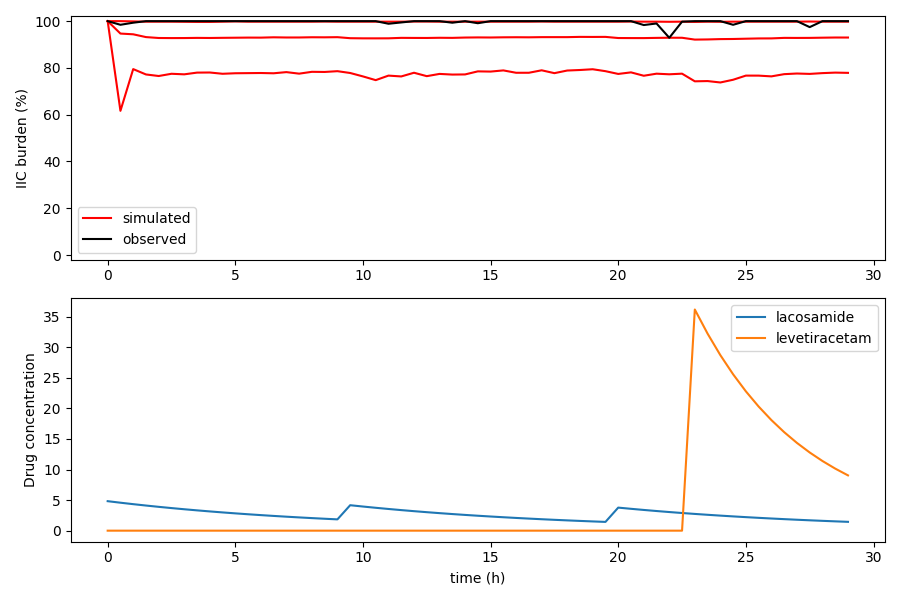 IIC burden (%)
100
80
60
40
20
0
simulated
observed
0 5 10 15 20 25 30
Drug concentration
35
30
25
20
15
10
5
0
lacosamide
levetiracetam
0 5 10 15 20 25 30
time (h)